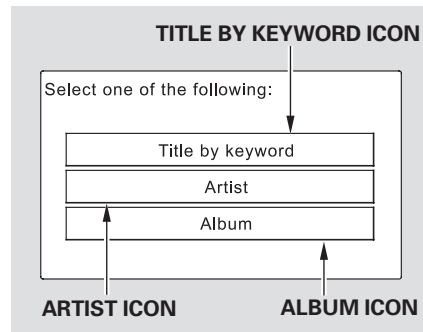 TITLE BY KEYWORD ICON
Select one of the following:
Title by keyword
Artist
Album
ARTIST ICON
ALBUM ICON